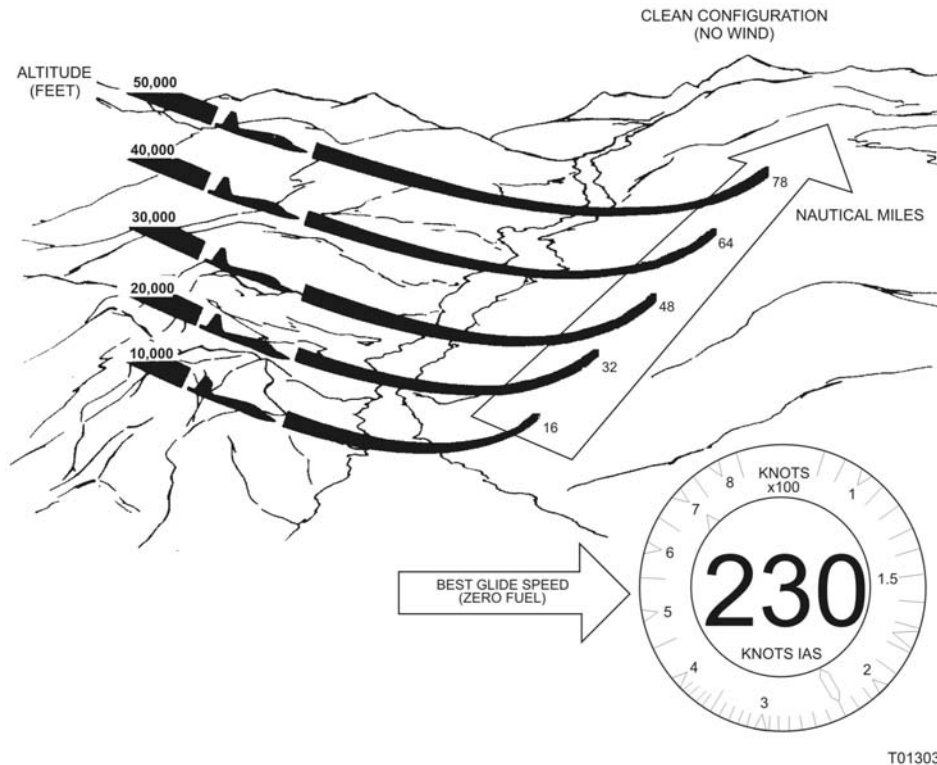 CLEAN CONFIGURATION
(NO WIND)
ALTITUDE
(FEET)
50,000
40,000
30,000
20,000
10,000
78
64
48
32
16
NAUTICAL MILES
BEST GLIDE SPEED
(ZERO FUEL)
KNOTS
x100
1
1.5
2
3
4
5
6
7
8
230
KNOTS IAS
T01303